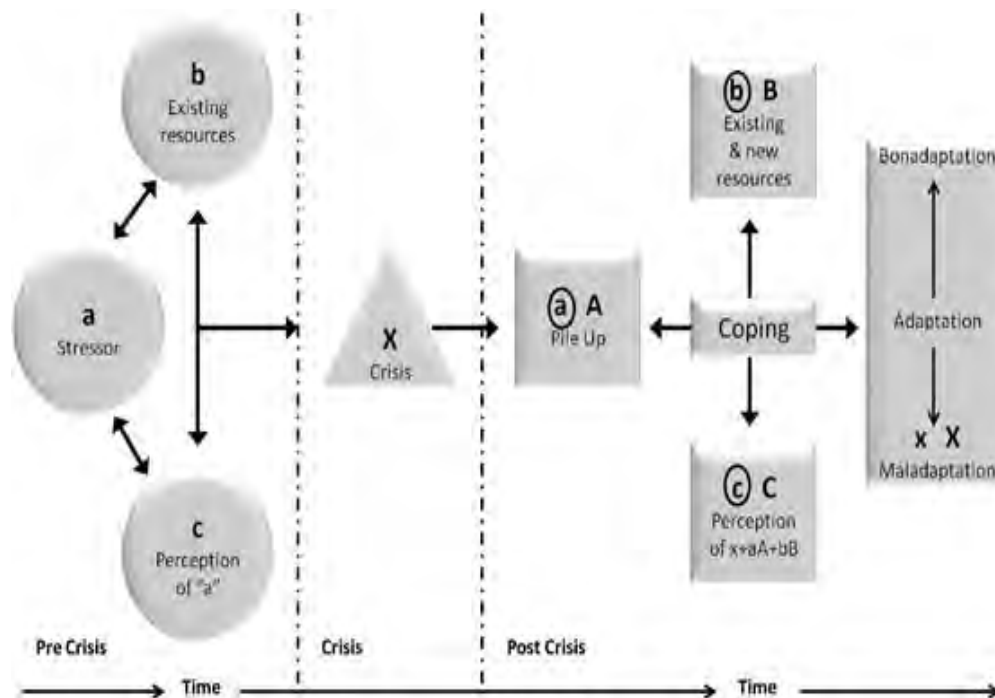 b
Existing
resources
a
Stressor
c
Perception
of "a"
X
Crisis
a A
Pile Up
b B
Existing
& new
resources
Coping
c C
Perception
of x+aA+bB
Bonadaptation
Adaptation
x X
Maladaptation
Pre Crisis
Crisis
Post Crisis
Time
Time